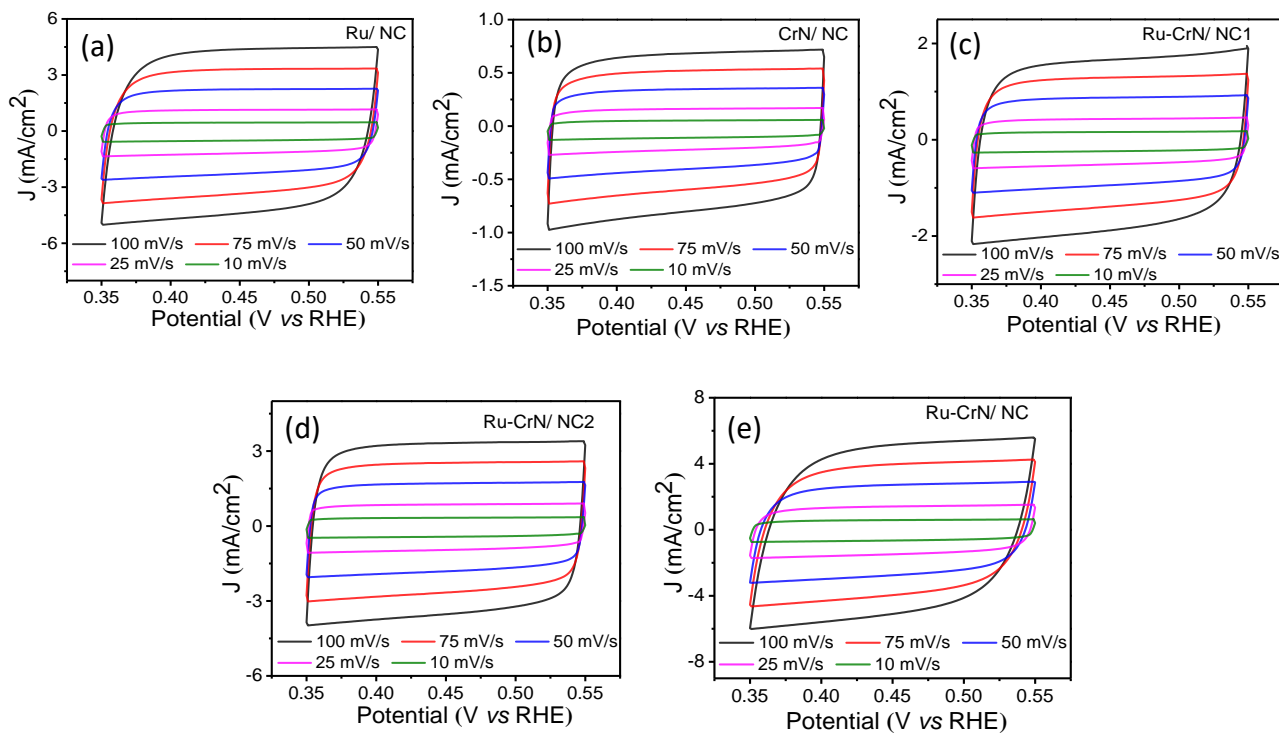 (a)
Ru/ NC
J (mA/cm²)
6
3
0
-3
-6
100 mV/s 75 mV/s 50 mV/s
25 mV/s 10 mV/s
0.35 0.40 0.45 0.50 0.55
Potential (V vs RHE)
(b)
CrN/ NC
J (mA/cm²)
1.0
0.5
0.0
-0.5
-1.0
-1.5
100 mV/s 75 mV/s 50 mV/s
25 mV/s 10 mV/s
0.35 0.40 0.45 0.50 0.55
Potential (V vs RHE)
(c)
Ru-CrN/ NC1
J (mA/cm²)
2
0
-2
100 mV/s 75 mV/s 50 mV/s
25 mV/s 10 mV/s
0.35 0.40 0.45 0.50 0.55
Potential (V vs RHE)
(d)
Ru-CrN/ NC2
J (mA/cm²)
3
0
-3
-6
100 mV/s 75 mV/s 50 mV/s
25 mV/s 10 mV/s
0.35 0.40 0.45 0.50 0.55
Potential (V vs RHE)
(e)
Ru-CrN/ NC
J (mA/cm²)
8
4
0
-4
-8
100 mV/s 75 mV/s 50 mV/s
25 mV/s 10 mV/s
0.35 0.40 0.45 0.50 0.55
Potential (V vs RHE)